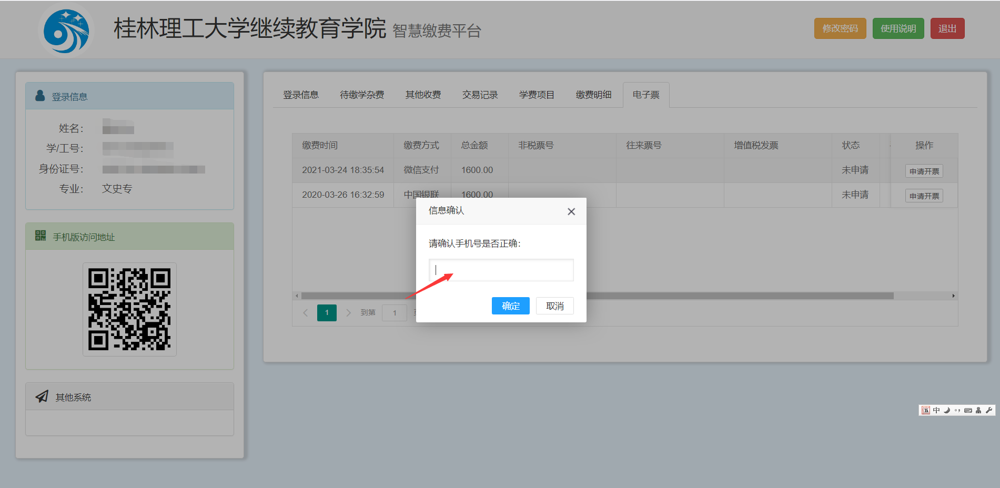 桂林理工大学继续教育学院 智慧缴费平台
修改密码 使用说明 退出
登录信息
姓名：
学/工号：
身份证号：
专业： 文史专
手机版访问地址
其他系统
登录信息 待缴学杂费 其他收费 交易记录 学费项目 缴费明细 电子票
缴费时间 缴费方式 总金额 非税票号 往来票号 增值税发票 状态 操作
2021-03-24 18:35:54 微信支付 1600.00 未申请 申请开票
2020-03-26 16:32:59 中国银联 1600.00 未申请 申请开票
信息确认
请确认手机号是否正确：
确定 取消
1 到第 1
五 中